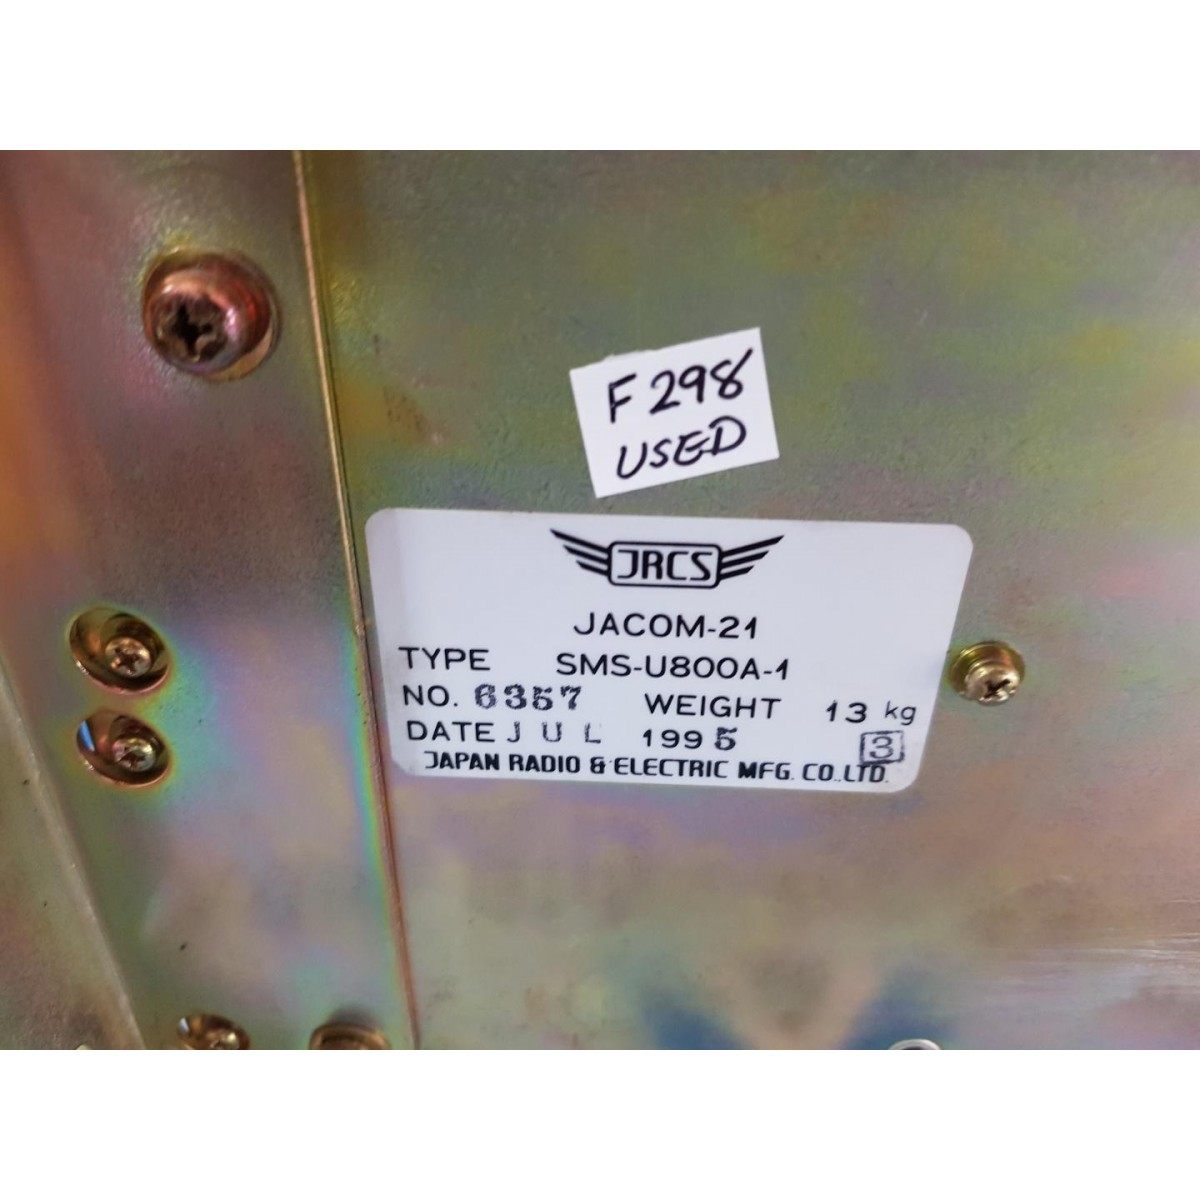 F298
USED
JRCS
JACOM-21
TYPE SMS-U800A-1
NO. 6357 WEIGHT 13 kg
DATE JUL 1995 3
JAPAN RADIO & ELECTRIC MFG. CO.,LTD.